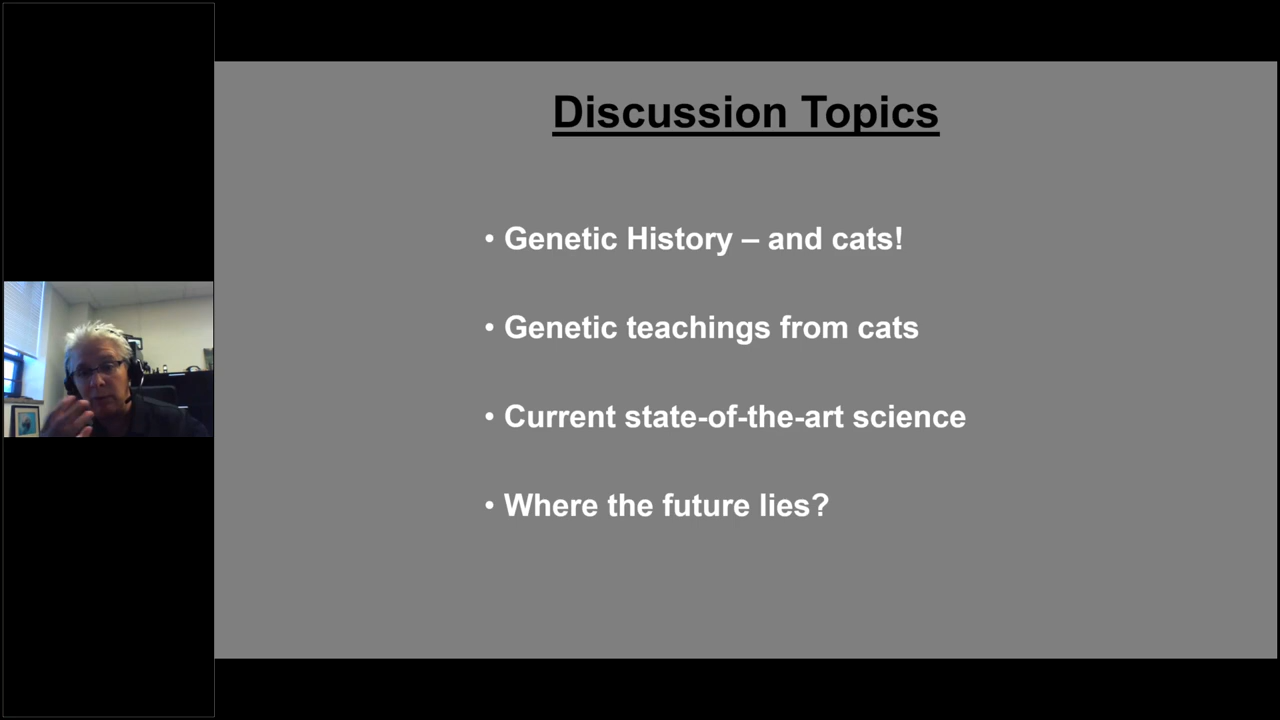 Discussion Topics
• Genetic History – and cats!
• Genetic teachings from cats
• Current state-of-the-art science
• Where the future lies?